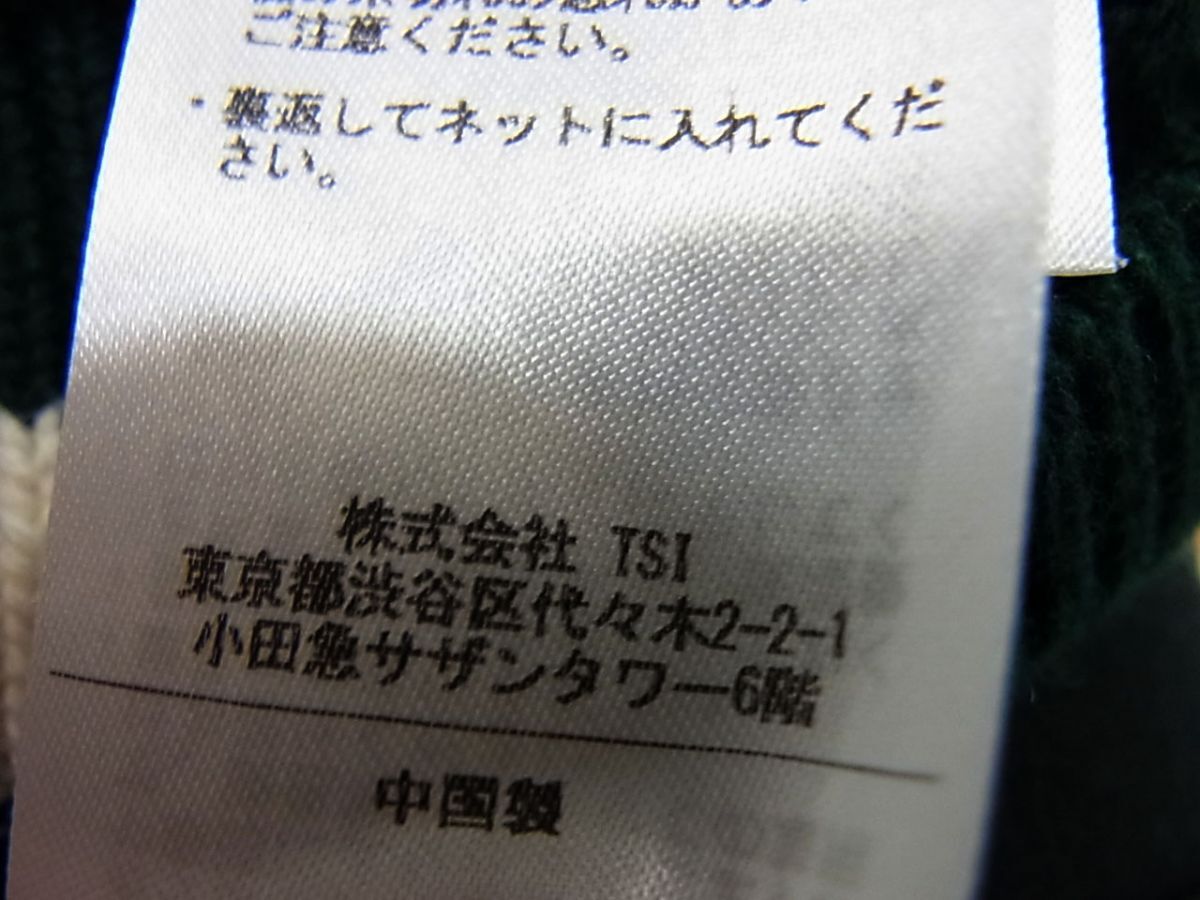 ご注意ください。
・裏返してネットに入れてくだ
さい。
株式会社 TSI
東京都渋谷区代々木2-2-1
小田急サザンタワー6階
中国製